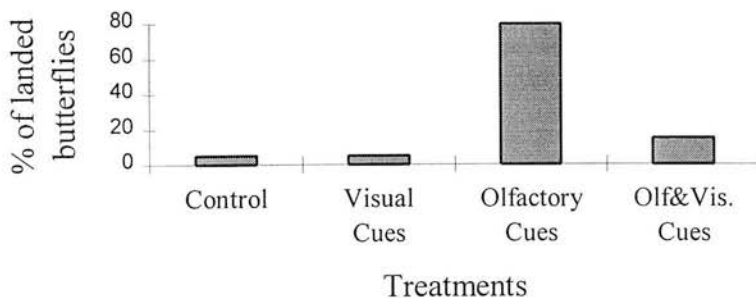 % of landed
butterflies
80
60
40
20
0
Control
Visual
Cues
Olfactory
Cues
Olf&Vis.
Cues
Treatments